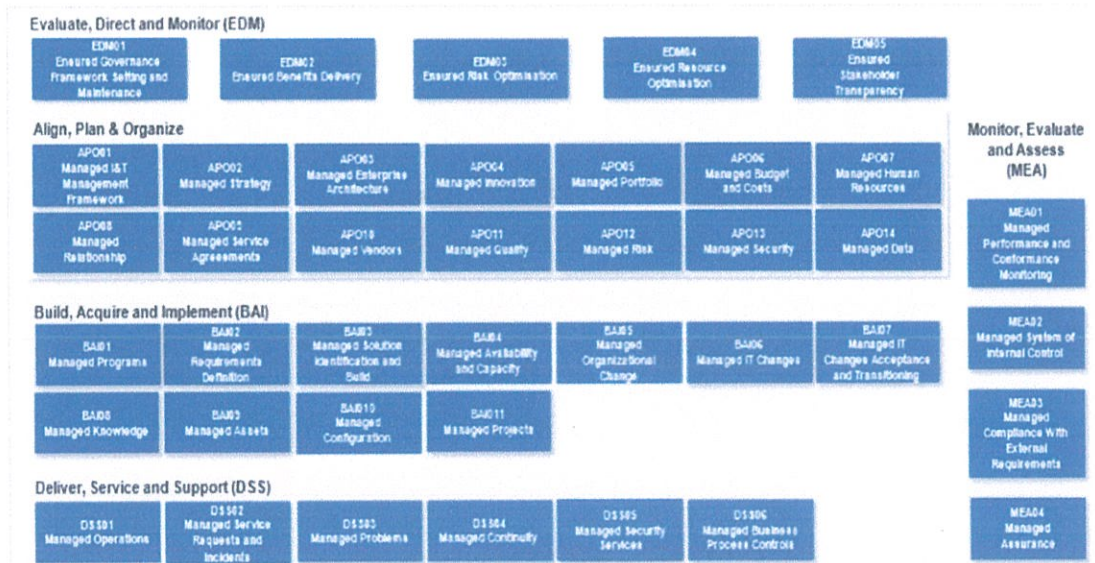 Evaluate, Direct and Monitor (EDM)
EDM01
Ensured Governance
Framework Setting and
Maintenance
EDM02
Ensured Benefits Delivery
EDM03
Ensured Risk Optimisation
EDM04
Ensured Resource
Optimisation
EDM05
Ensured
Stakeholder
Transparency
Align, Plan & Organize
APO01
Managed I&T
Management
Framework
APO02
Managed Strategy
APO03
Managed Enterprise
Architecture
APO04
Managed Innovation
APO05
Managed Portfolio
APO06
Managed Budget
and Costs
APO07
Managed Human
Resources
APO08
Managed
Relationship
APO09
Managed Service
Agreeements
APO10
Managed Vendors
APO11
Managed Quality
APO12
Managed Risk
APO13
Managed Security
APO14
Managed Data
Build, Acquire and Implement (BAI)
BAI01
Managed Programs
BAI02
Managed
Requirements
Definition
BAI03
Managed Solution
Identification and
Build
BAI04
Managed Availability
and Capacity
BAI05
Managed
Organizational
Change
BAI06
Managed IT Changes
BAI07
Managed IT
Changes Acceptance
and Transitioning
BAI08
Managed Knowledge
BAI09
Managed Assets
BAI010
Managed
Configuration
BAI011
Managed Projects
Deliver, Service and Support (DSS)
DSS01
Managed Operations
DSS02
Managed Service
Requests and
Incidents
DSS03
Managed Problems
DSS04
Managed Continuity
DSS05
Managed Security
Services
DSS06
Managed Business
Process Controls
Monitor, Evaluate
and Assess
(MEA)
MEA01
Managed
Performance and
Conformance
Monitoring
MEA02
Managed System of
Internal Control
MEA03
Managed
Compliance With
External
Requirements
MEA04
Managed
Assurance